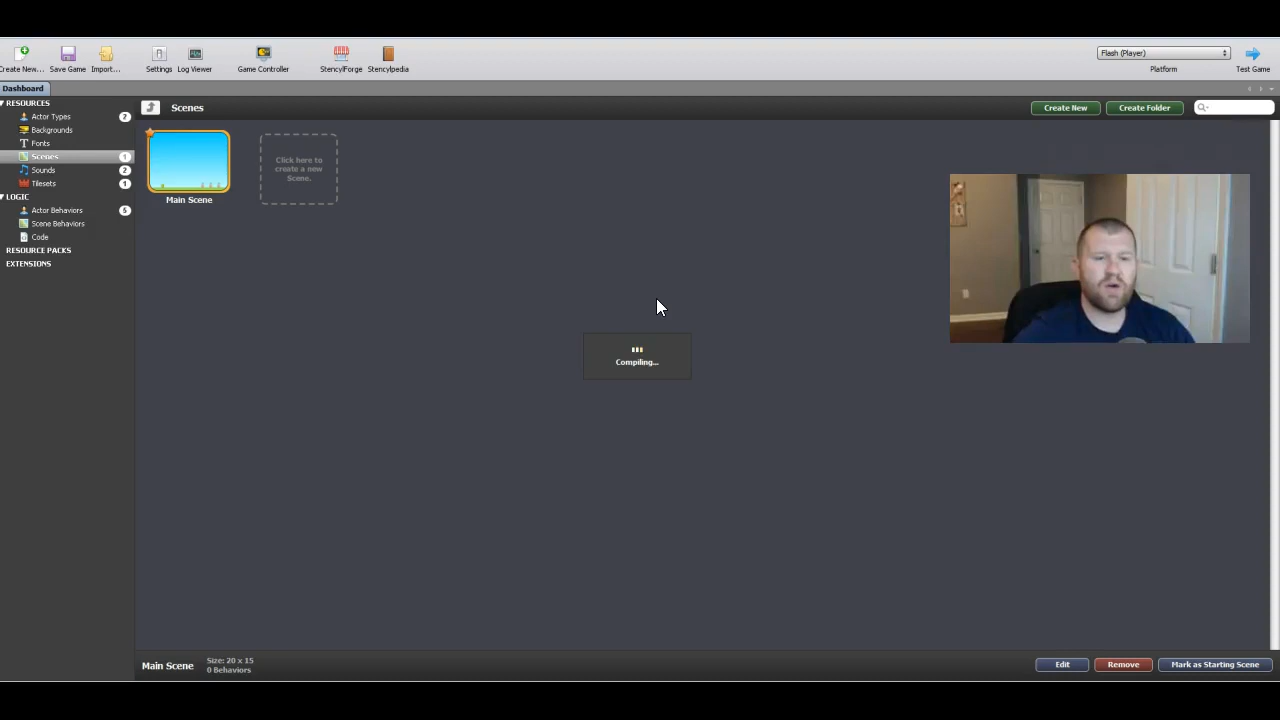 Create New...
Save Game
Import...
Settings
Log Viewer
Game Controller
StencylForge
Stencylpedia
Flash (Player)
Platform
Test Game
Dashboard
RESOURCES
Actor Types 7
Backgrounds
Fonts
Scenes 1
Sounds 2
Tilesets 1
LOGIC
Actor Behaviors 5
Scene Behaviors
Code
RESOURCE PACKS
EXTENSIONS
Scenes
Create New
Create Folder
Main Scene
Click here to
create a new
Scene.
Compiling...
Main Scene
Size: 20 x 15
0 Behaviors
Edit
Remove
Mark as Starting Scene